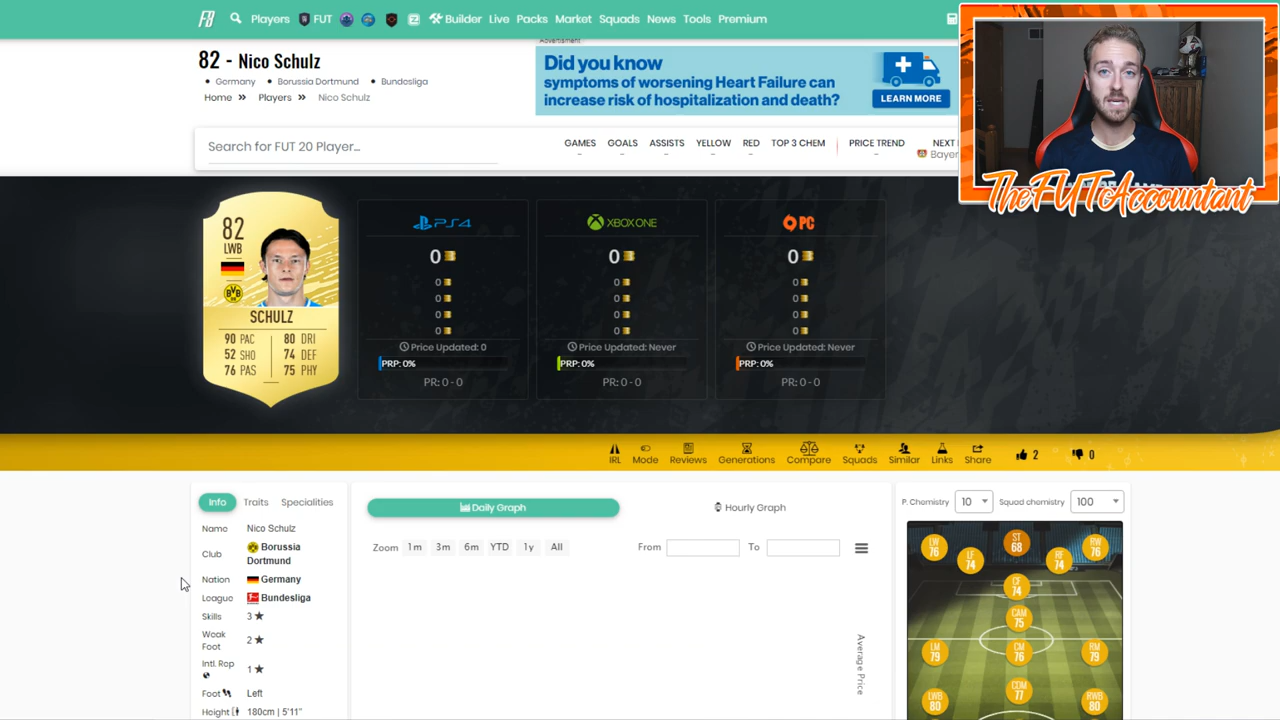 FB Players FUT Builder Live Packs Market Squads News Tools Premium
82 - Nico Schulz
Germany Borussia Dortmund Bundesliga
Home » Players » Nico Schulz
Advertisment
Did you know
symptoms of worsening Heart Failure can
increase risk of hospitalization and death?
LEARN MORE
TheFUTAccountant
Search for FUT 20 Player...
GAMES GOALS ASSISTS YELLOW RED TOP 3 CHEM PRICE TREND NEXT
- - - - - - - Bayer
82
LWB
BVB
09
SCHULZ
90 PAC 80 DRI
52 SHO 74 DEF
76 PAS 75 PHY
PS4
0
0
0
0
0
Price Updated: 0
PRP: 0%
PR: 0 - 0
XBOX ONE
0
0
0
0
0
Price Updated: Never
PRP: 0%
PR: 0 - 0
PC
0
0
0
0
0
Price Updated: Never
PRP: 0%
PR: 0 - 0
IRL Mode Reviews Generations Compare Squads Similar Links Share 2 0
Info Traits Specialities
Name Nico Schulz
Club Borussia
Dortmund
Nation Germany
League Bundesliga
Skills 3
Weak
Foot 2
Intl. Rep 1
Foot Left
Height 180cm | 5'11"
Daily Graph Hourly Graph
Zoom 1m 3m 6m YTD 1y All From To
Average Price
P. Chemistry 10 Squad chemistry 100
LW
76
ST
68
RW
76
LF
74
RF
74
CF
74
CAM
75
LM
79
CM
76
RM
79
CDM
77
LWB
80
RWB
80